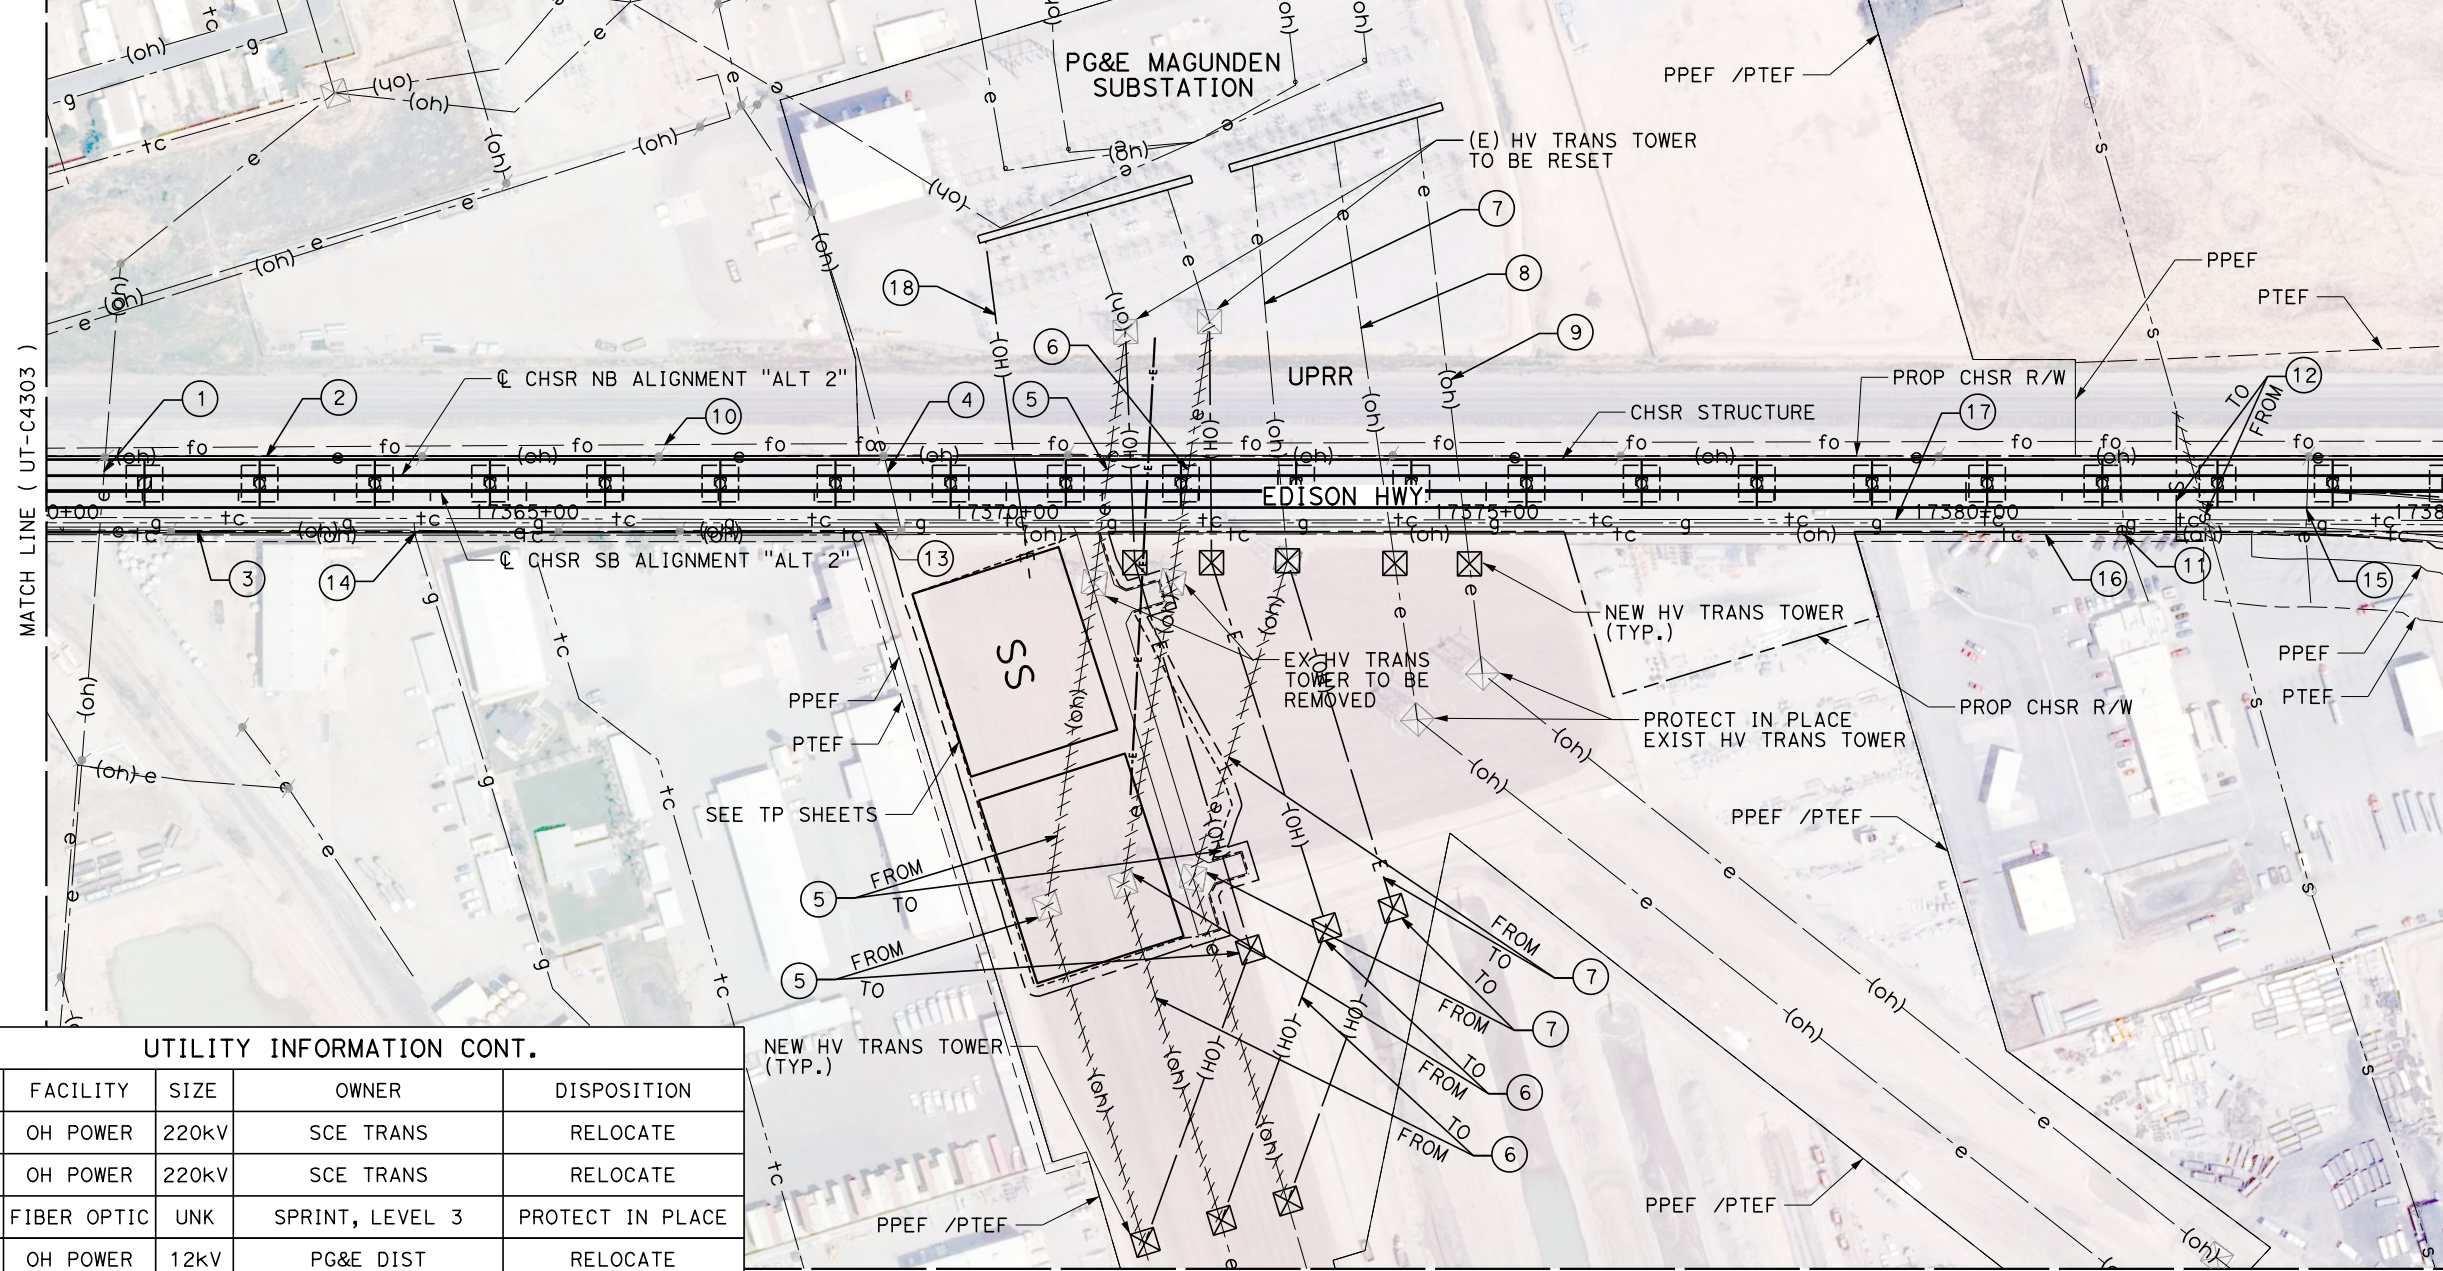 PG&E MAGUNDEN
SUBSTATION
PPEF /PTEF
(E) HV TRANS TOWER
TO BE RESET
7
PPEF
8
18
PTEF
9
6
UPRR
MATCH LINE ( UT-C4303 )
℄ CHSR NB ALIGNMENT "ALT 2"
PROP CHSR R/W
12
TO
FROM
1
2
10
4
5
CHSR STRUCTURE
17
EDISON HWY
0+00
17365+00
17370+00
17375+00
17380+00
1738
℄ CHSR SB ALIGNMENT "ALT 2"
3
14
13
16
11
15
NEW HV TRANS TOWER
(TYP.)
SS
EX HV TRANS
TOWER TO BE
REMOVED
PPEF
PTEF
PPEF
PTEF
PROP CHSR R/W
PROTECT IN PLACE
EXIST HV TRANS TOWER
SEE TP SHEETS
PPEF /PTEF
5
FROM
TO
5
FROM
TO
FROM
TO
7
TO
FROM
7
TO
FROM
6
TO
FROM
6
NEW HV TRANS TOWER
(TYP.)
PPEF /PTEF
PPEF /PTEF
UTILITY INFORMATION CONT.
FACILITY SIZE OWNER DISPOSITION
OH POWER 220kV SCE TRANS RELOCATE
OH POWER 220kV SCE TRANS RELOCATE
FIBER OPTIC UNK SPRINT, LEVEL 3 PROTECT IN PLACE
OH POWER 12kV PG&E DIST RELOCATE